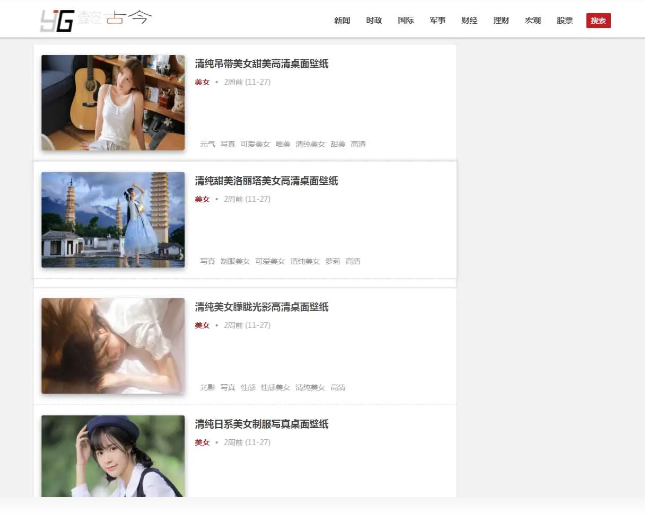 YG 古今
新闻 时政 国际 军事 财经 理财 宏观 股票 搜索
清纯吊带美女甜美高清桌面壁纸
美女 • 2周前 (11-27)
元气 写真 可爱美女 唯美 清纯美女 甜美 高清
清纯甜美洛丽塔美女高清桌面壁纸
美女 • 2周前 (11-27)
写真 制服美女 可爱美女 清纯美女 萝莉 高清
清纯美女朦胧光影高清桌面壁纸
美女 • 2周前 (11-27)
光影 写真 性感 性感美女 清纯美女 高清
清纯日系美女制服写真桌面壁纸
美女 • 2周前 (11-27)